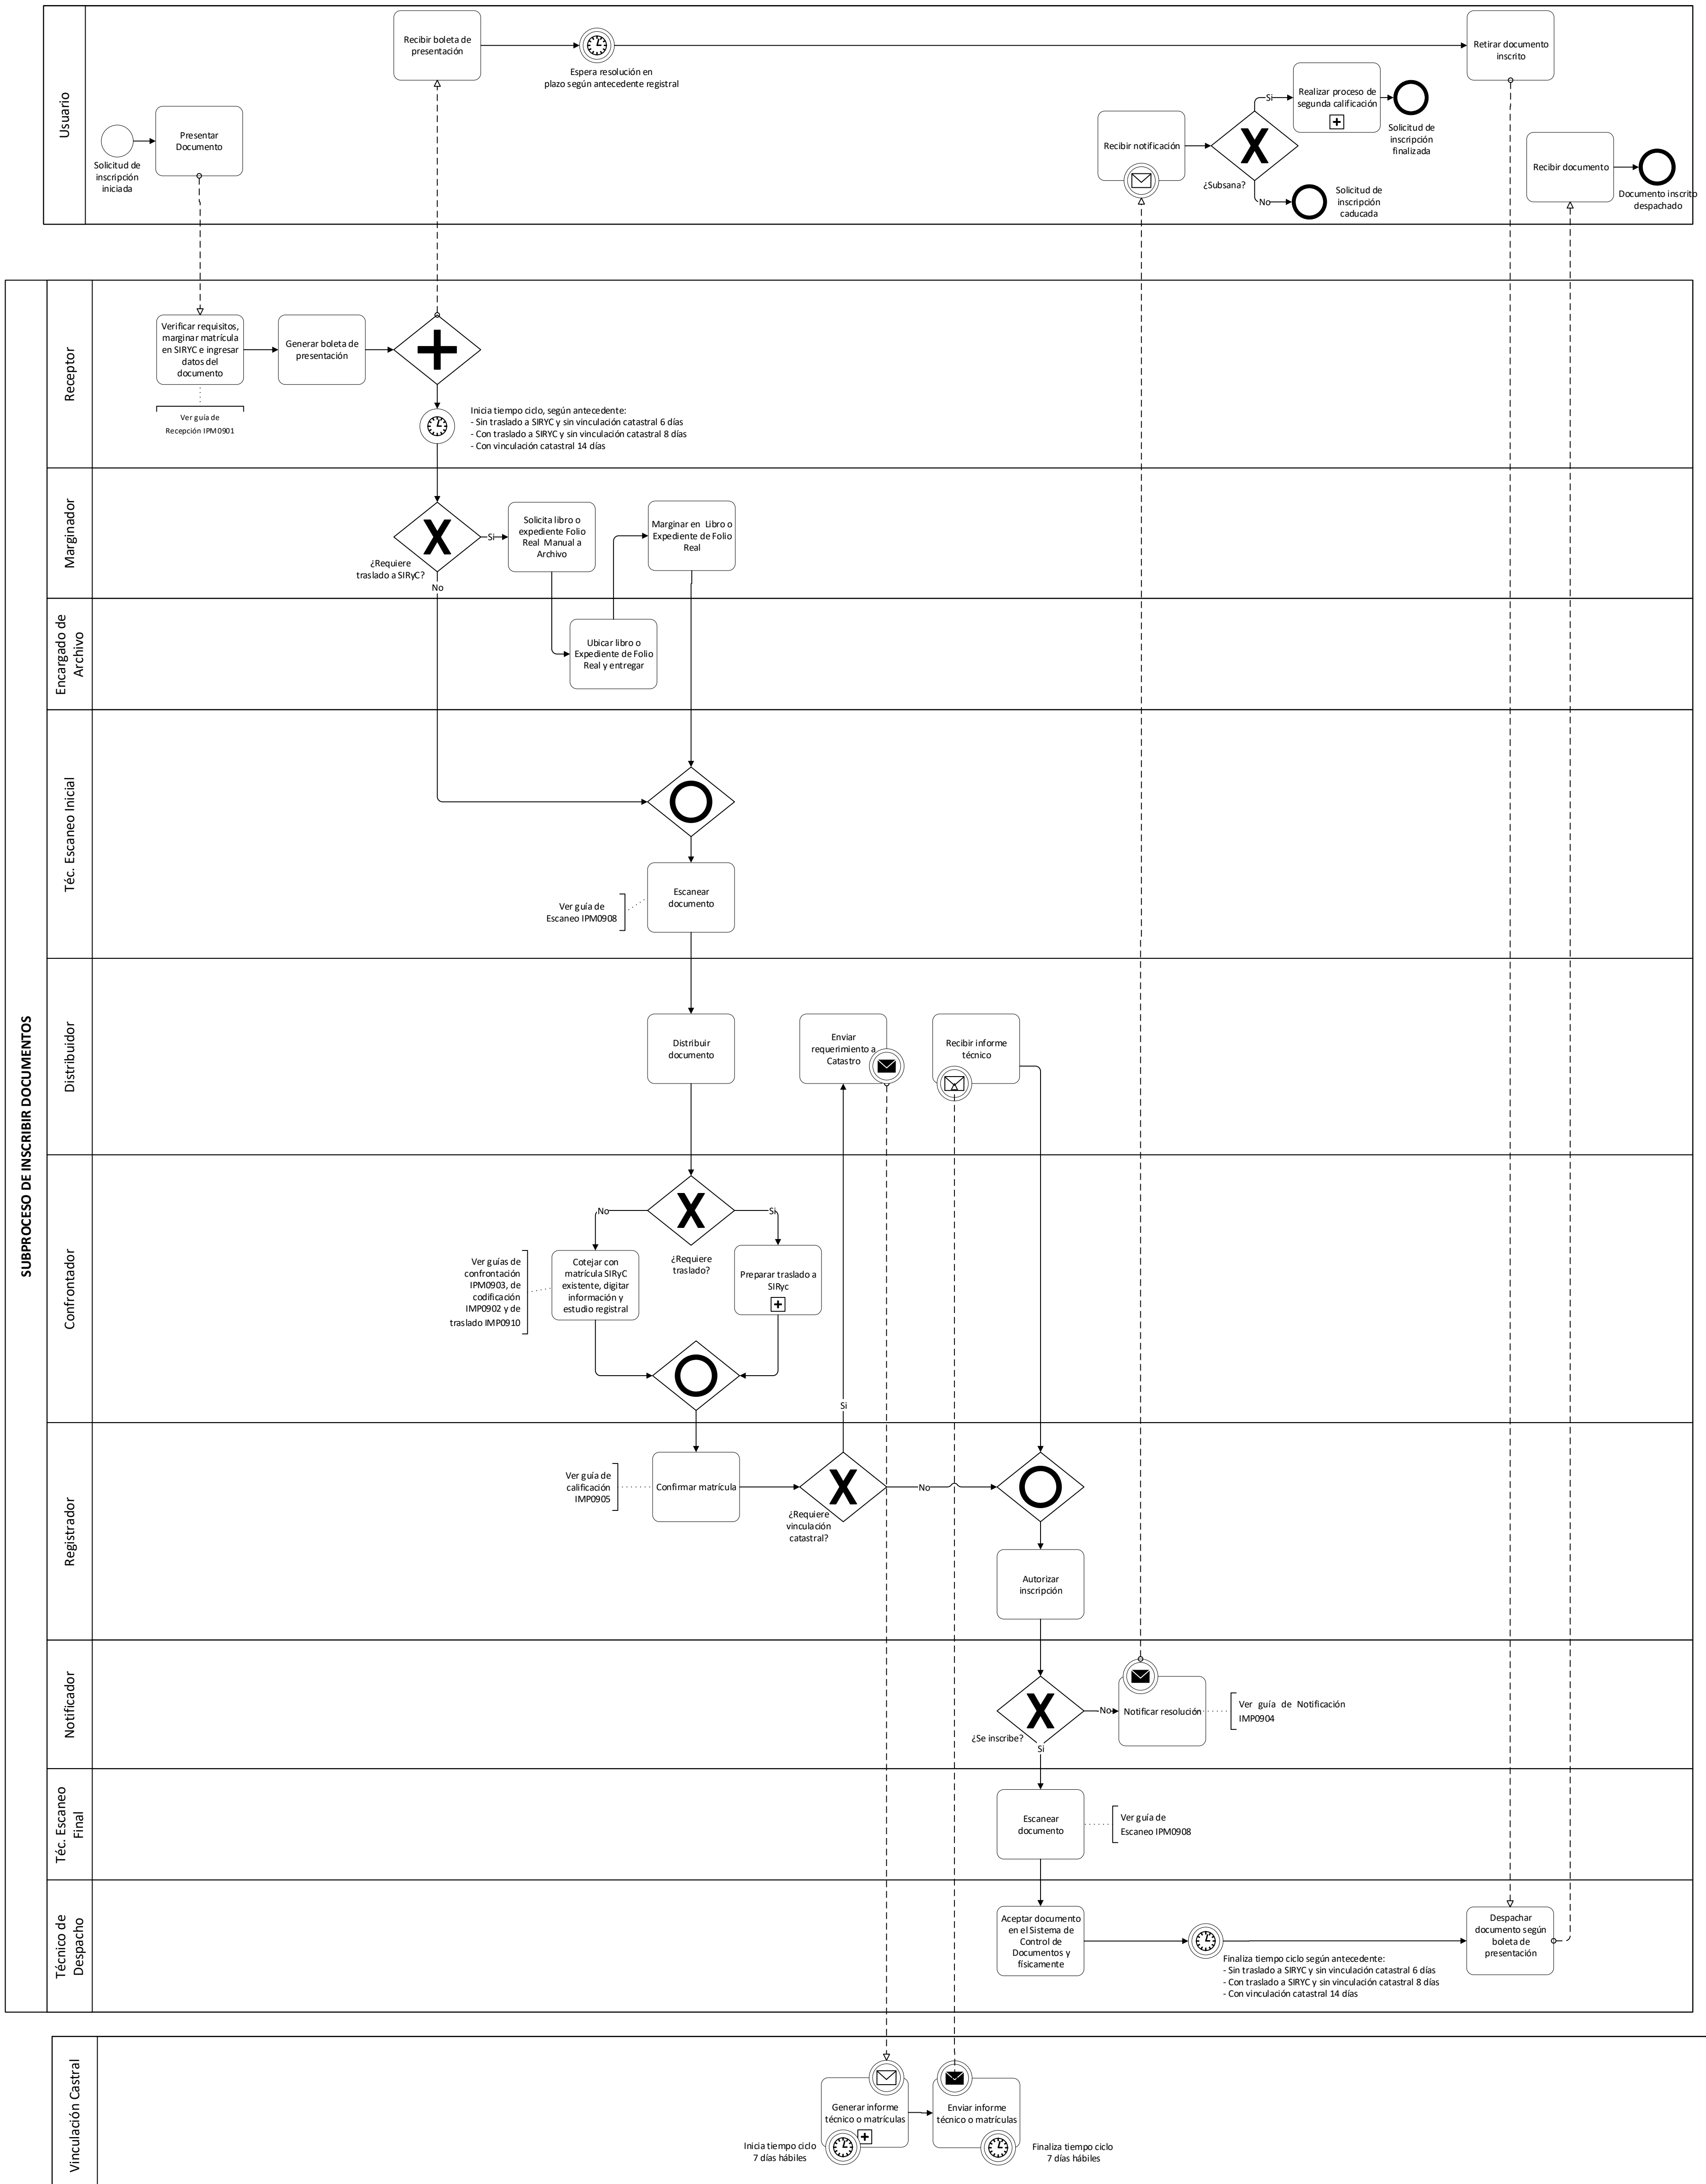 Usuario
Solicitud de
inscripción
iniciada
Presentar
Documento
Recibir boleta de
presentación
Espera resolución en
plazo según antecedente registral
Recibir notificación
¿Subsana?
Si
No
Realizar proceso de
segunda calificación
Solicitud de
inscripción
finalizada
Solicitud de
inscripción
caducada
Retirar documento
inscrito
Recibir documento
Documento inscrito
despachado
SUBPROCESO DE INSCRIBIR DOCUMENTOS
Receptor
Verificar requisitos,
marginar matrícula
en SIRYC e ingresar
datos del
documento
Ver guía de
Recepción IPM0901
Generar boleta de
presentación
Inicia tiempo ciclo, según antecedente:
- Sin traslado a SIRYC y sin vinculación catastral 6 días
- Con traslado a SIRYC y sin vinculación catastral 8 días
- Con vinculación catastral 14 días
Marginador
¿Requiere
traslado a SIRyC?
Si
No
Solicita libro o
expediente Folio
Real Manual a
Archivo
Marginar en Libro o
Expediente de Folio
Real
Encargado de
Archivo
Ubicar libro o
Expediente de Folio
Real y entregar
Téc. Escaneo Inicial
Escanear
documento
Ver guía de
Escaneo IPM0908
Distribuidor
Distribuir
documento
Enviar
requerimiento a
Catastro
Recibir informe
técnico
Confrontador
¿Requiere
traslado?
No
Si
Ver guías de
confrontación
IPM0903, de
codificación
IMP0902 y de
traslado IMP0910
Cotejar con
matrícula SIRyC
existente, digitar
información y
estudio registral
Preparar traslado a
SIRyc
Si
Registrador
Ver guía de
calificación
IMP0905
Confirmar matrícula
¿Requiere
vinculación
catastral?
No
Autorizar
inscripción
Notificador
¿Se inscribe?
No
Si
Notificar resolución
Ver guía de Notificación
IMP0904
Téc. Escaneo
Final
Escanear
documento
Ver guía de
Escaneo IPM0908
Técnico de
Despacho
Aceptar documento
en el Sistema de
Control de
Documentos y
físicamente
Finaliza tiempo ciclo según antecedente:
- Sin traslado a SIRYC y sin vinculación catastral 6 días
- Con traslado a SIRYC y sin vinculación catastral 8 días
- Con vinculación catastral 14 días
Despachar
documento según
boleta de
presentación
Vinculación Castral
Generar informe
técnico o matrículas
Inicia tiempo ciclo
7 días hábiles
Enviar informe
técnico o matrículas
Finaliza tiempo ciclo
7 días hábiles